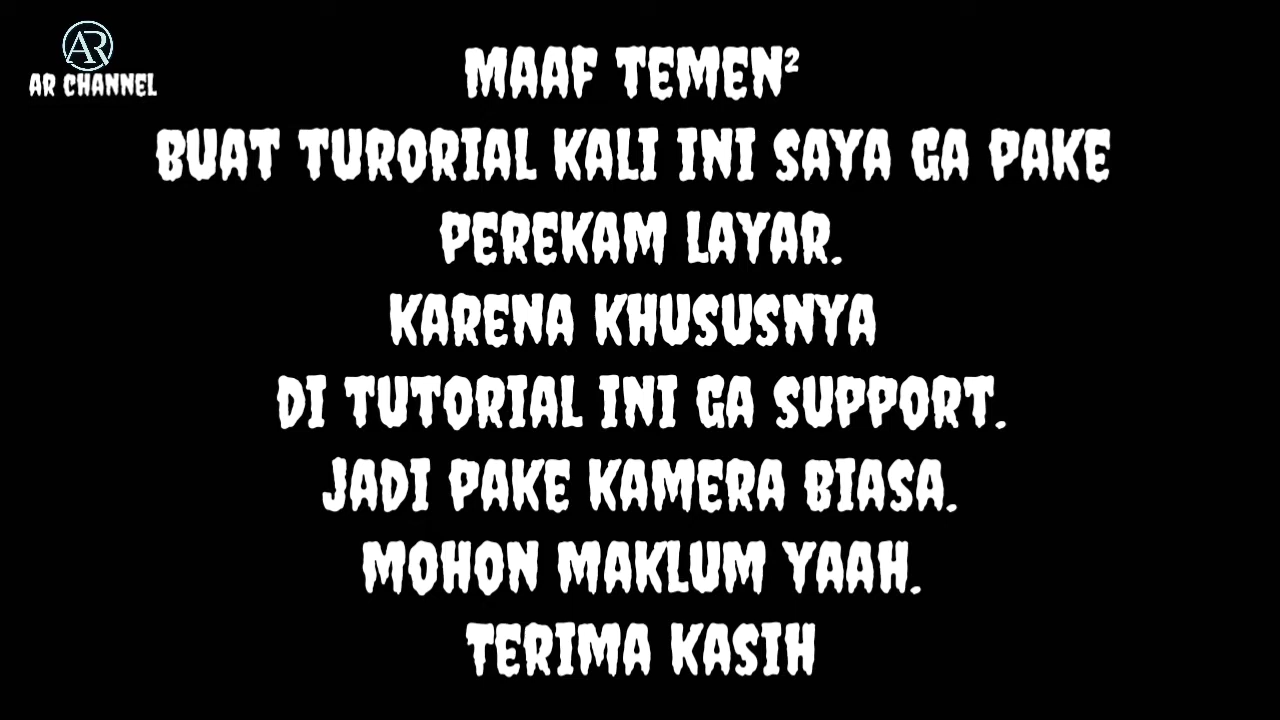 AR
AR CHANNEL
MAAF TEMEN²
BUAT TURORIAL KALI INI SAYA GA PAKE
PEREKAM LAYAR.
KARENA KHUSUSNYA
DI TUTORIAL INI GA SUPPORT.
JADI PAKE KAMERA BIASA.
MOHON MAKLUM YAAH.
TERIMA KASIH